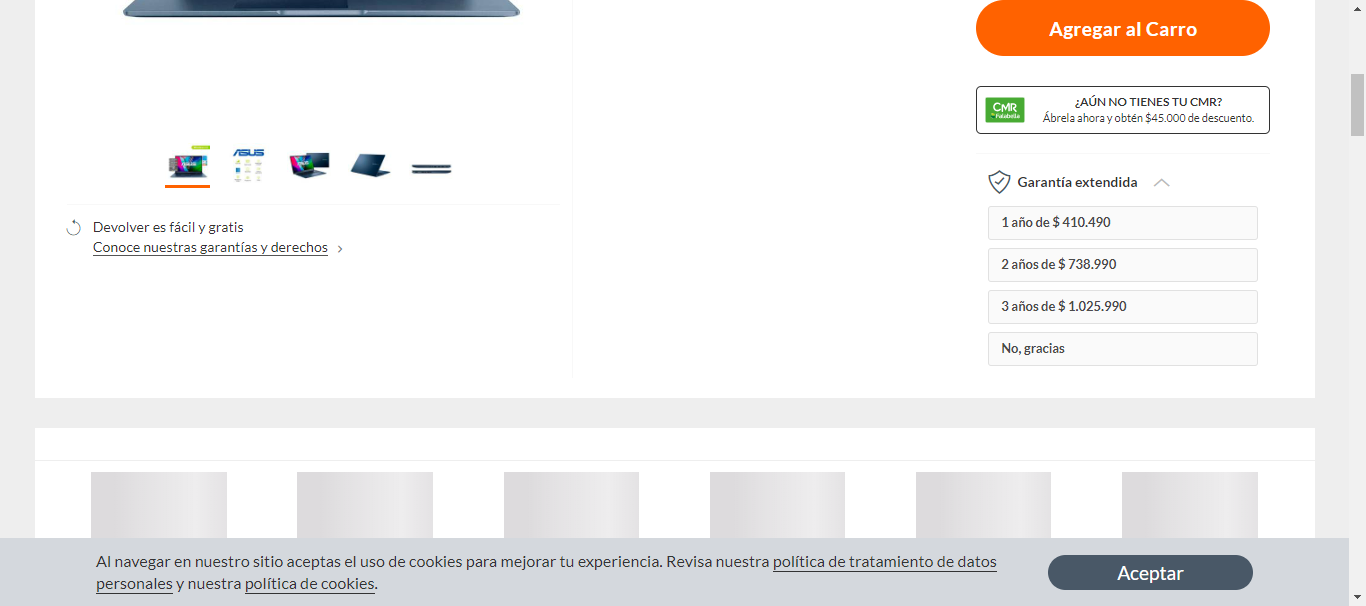 Agregar al Carro
CMR
Falabella
¿AÚN NO TIENES TU CMR?
Ábrela ahora y obtén $45.000 de descuento.
ASUS
Devolver es fácil y gratis
Conoce nuestras garantías y derechos
Garantía extendida
1 año de $ 410.490
2 años de $ 738.990
3 años de $ 1.025.990
No, gracias
Al navegar en nuestro sitio aceptas el uso de cookies para mejorar tu experiencia. Revisa nuestra política de tratamiento de datos
personales y nuestra política de cookies.
Aceptar